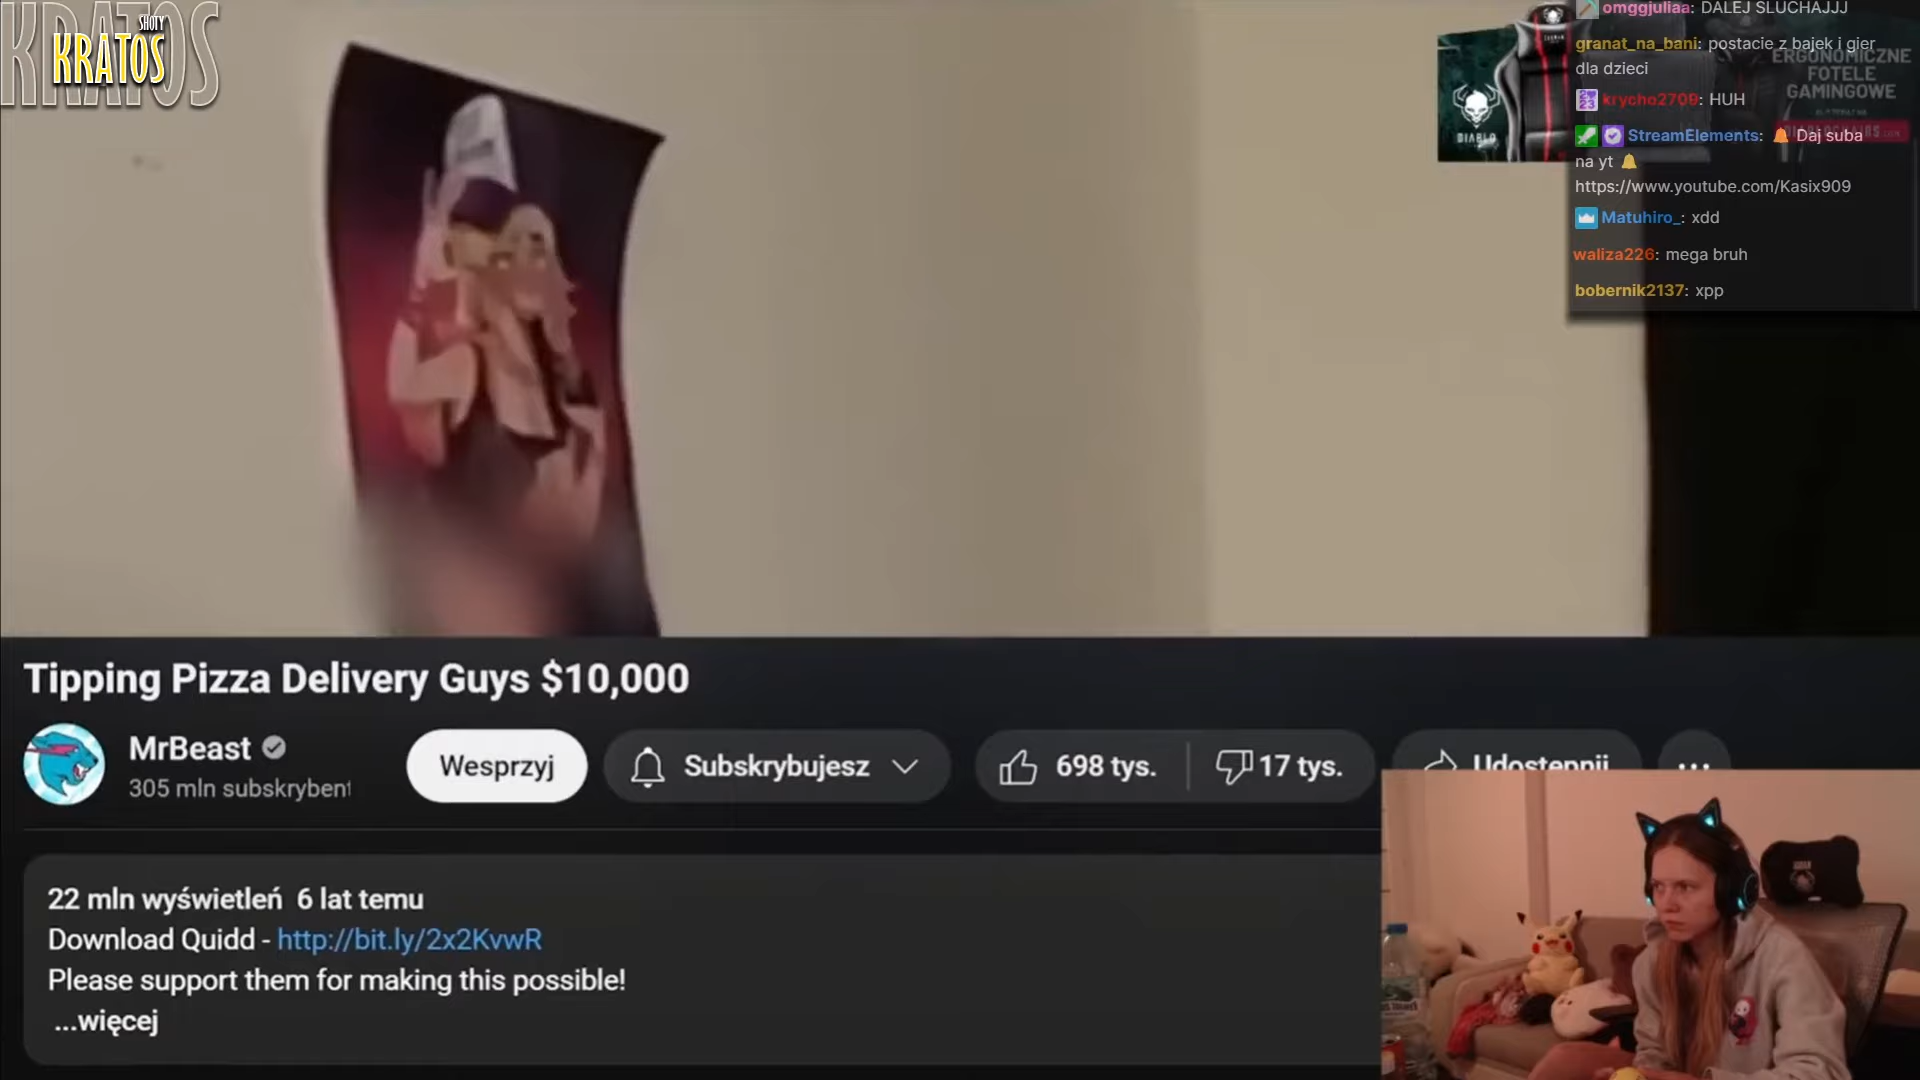 KRATOS
SHOTY
KRATOS
omggjuliaa: DALEJ SLUCHAJJJ
granat_na_bani: postacie z bajek i gier
dla dzieci
krycho2709: HUH
StreamElements: Daj suba
na yt
https://www.youtube.com/Kasix909
Matuhiro_: xdd
waliza226: mega bruh
bobernik2137: xpp
ERGONOMICZNE
FOTELE
GAMINGOWE
DIABLO
Tipping Pizza Delivery Guys $10,000
MrBeast
305 mln subskrybent
Wesprzyj
Subskrybujesz
698 tys.
17 tys.
Udostępnij
22 mln wyświetleń 6 lat temu
Download Quidd - http://bit.ly/2x2KvwR
Please support them for making this possible!
...więcej